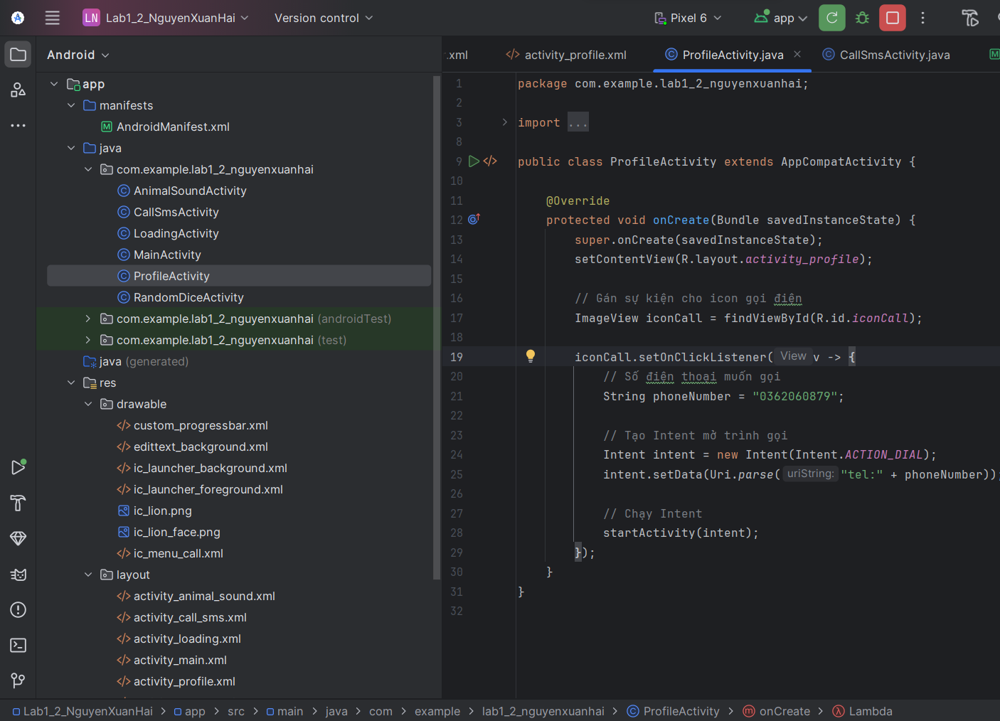 LN Lab1_2_NguyenXuanHai Version control Pixel 6 app
Android
app
manifests
AndroidManifest.xml
java
com.example.lab1_2_nguyenxuanhai
AnimalSoundActivity
CallSmsActivity
LoadingActivity
MainActivity
ProfileActivity
RandomDiceActivity
com.example.lab1_2_nguyenxuanhai (androidTest)
com.example.lab1_2_nguyenxuanhai (test)
java (generated)
res
drawable
custom_progressbar.xml
edittext_background.xml
ic_launcher_background.xml
ic_launcher_foreground.xml
ic_lion.png
ic_lion_face.png
ic_menu_call.xml
layout
activity_animal_sound.xml
activity_call_sms.xml
activity_loading.xml
activity_main.xml
activity_profile.xml
.xml activity_profile.xml ProfileActivity.java CallSmsActivity.java
1 package com.example.lab1_2_nguyenxuanhai;
2
3 import ...
8
9 public class ProfileActivity extends AppCompatActivity {
10
11 @Override
12 protected void onCreate(Bundle savedInstanceState) {
13 super.onCreate(savedInstanceState);
14 setContentView(R.layout.activity_profile);
15
16 // Gán sự kiện cho icon gọi điện
17 ImageView iconCall = findViewById(R.id.iconCall);
18
19 iconCall.setOnClickListener( View v -> {
20 // Số điện thoại muốn gọi
21 String phoneNumber = "0362060879";
22
23 // Tạo Intent mở trình gọi
24 Intent intent = new Intent(Intent.ACTION_DIAL);
25 intent.setData(Uri.parse( uriString: "tel:" + phoneNumber));
26
27 // Chạy Intent
28 startActivity(intent);
29 });
30 }
31 }
32
Lab1_2_NguyenXuanHai > app > src > main > java > com > example > lab1_2_nguyenxuanhai > ProfileActivity > onCreate > Lambda